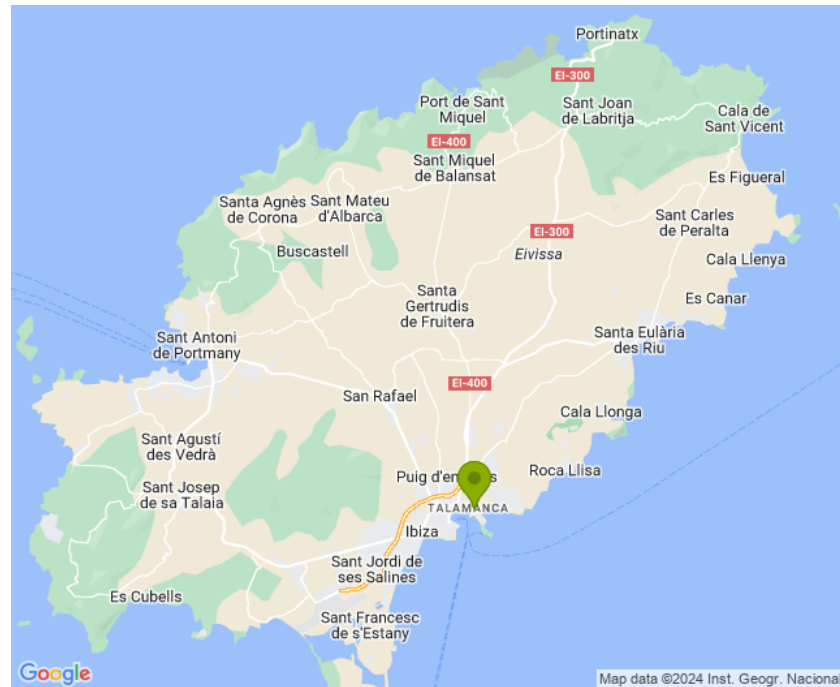 Portinatx
EI-300
Port de Sant
Miquel
Sant Joan
de Labritja
Cala de
Sant Vicent
EI-400
Sant Miquel
de Balansat
Es Figueral
Santa Agnès
de Corona
Sant Mateu
d'Albarca
Sant Carles
de Peralta
EI-300
Buscastell
Eivissa
Cala Llenya
Santa
Gertrudis
de Fruitera
Es Canar
Sant Antoni
de Portmany
Santa Eulària
des Riu
EI-400
San Rafael
Cala Llonga
Sant Agustí
des Vedrà
Roca Llisa
Puig d'en
Sant Josep
de sa Talaia
TALAMANCA
Ibiza
Sant Jordi de
ses Salines
Es Cubells
Sant Francesc
de s'Estany
Google
Map data ©2024 Inst. Geogr. Nacional